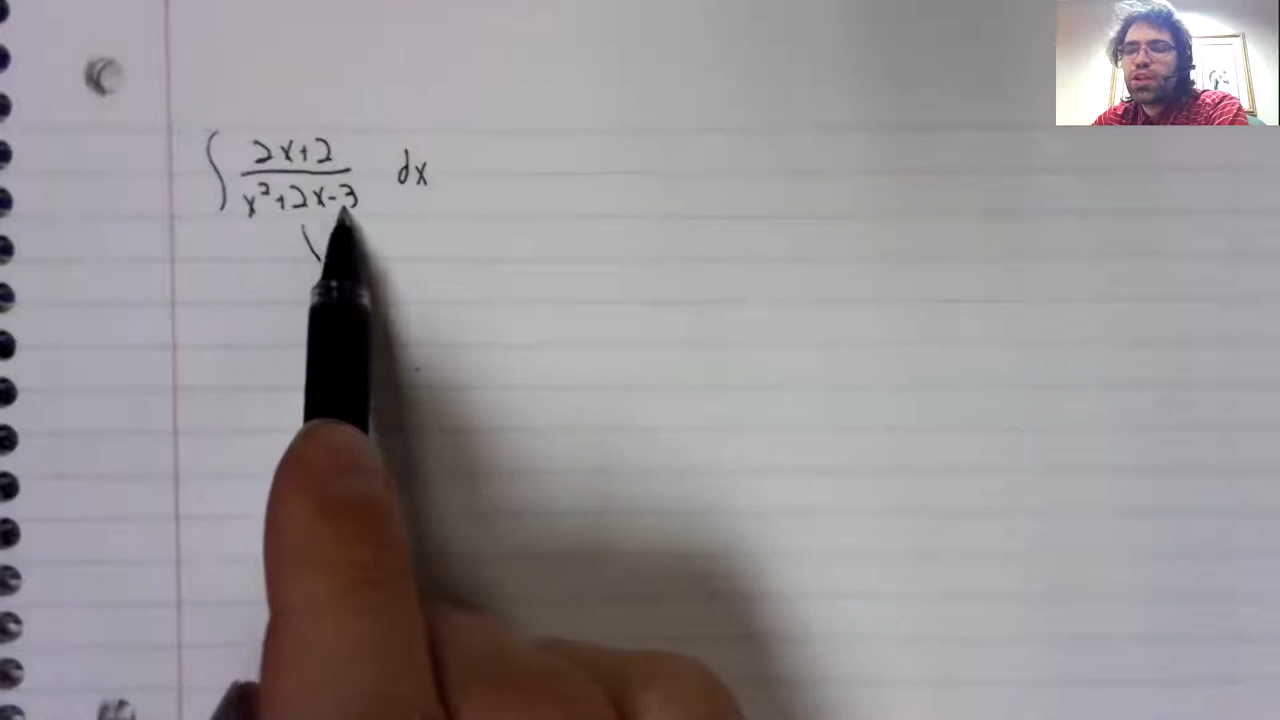 ∫ (2x+2)/(x²+2x-3) dx